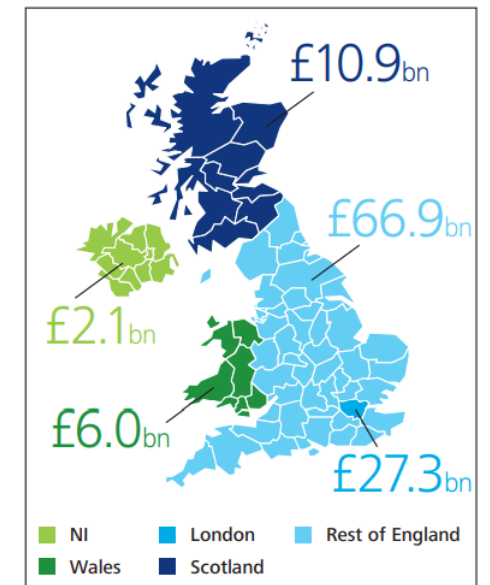 £10.9bn
£66.9bn
£2.1bn
£6.0bn
£27.3bn
NI London Rest of England
Wales Scotland